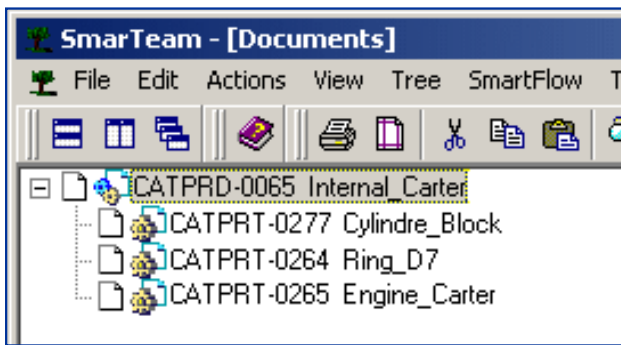 SmarTeam - [Documents]
File Edit Actions View Tree SmartFlow T
CATPRD-0065 Internal_Carter
CATPRT-0277 Cylindre_Block
CATPRT-0264 Ring_D7
CATPRT-0265 Engine_Carter